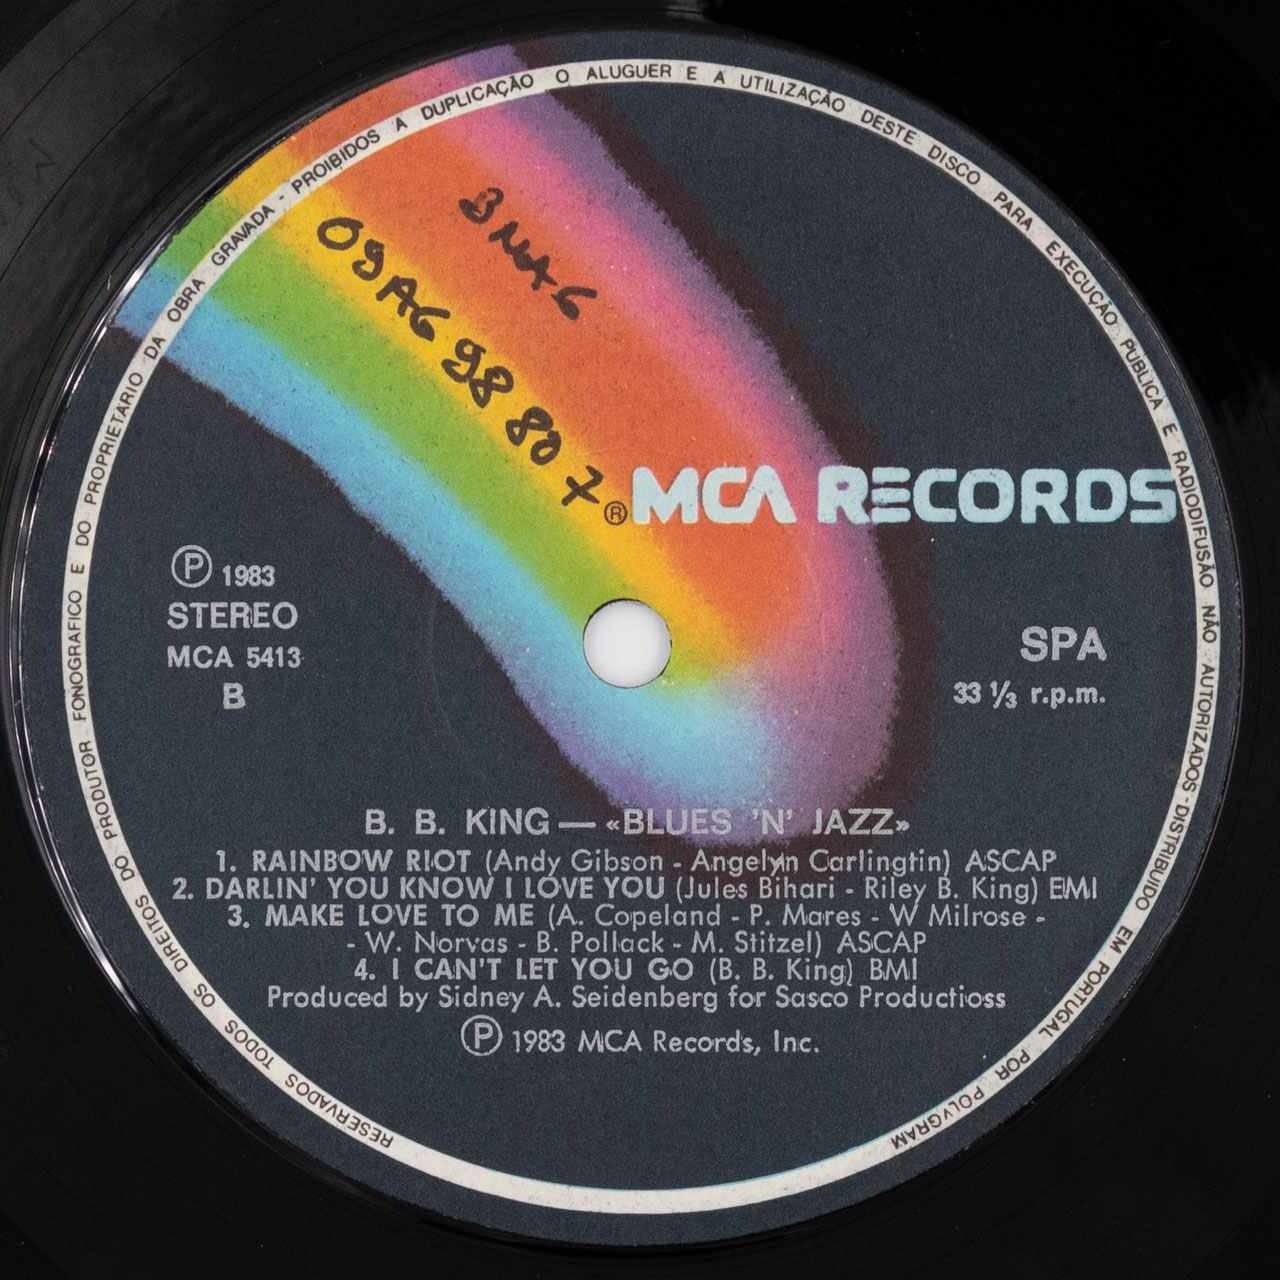 RESERVADOS TODOS OS DIREITOS DO PRODUTOR FONOGRAFICO E DO PROPRIETARIO DA OBRA GRAVADA - PROIBIDOS A DUPLICAÇÃO O ALUGUER E A UTILIZAÇÃO DESTE DISCO PARA EXECUÇÃO PUBLICA E RADIODIFUSÃO NÃO AUTORIZADOS-DISTRIBUIDO EM PORTUGAL POR POLYGRAM
98 80 7
® MCA RECORDS
Ⓟ 1983
STEREO
MCA 5413
B
SPA
33 ⅓ r.p.m.
B. B. KING — «BLUES 'N' JAZZ»
1. RAINBOW RIOT (Andy Gibson - Angelyn Carlingtin) ASCAP
2. DARLIN' YOU KNOW I LOVE YOU (Jules Bihari - Riley B. King) EMI
3. MAKE LOVE TO ME (A. Copeland - P. Mares - W Milrose -
- W. Norvas - B. Pollack - M. Stitzel) ASCAP
4. I CAN'T LET YOU GO (B. B. King) BMI
Produced by Sidney A. Seidenberg for Sasco Productioss
Ⓟ 1983 MCA Records, Inc.